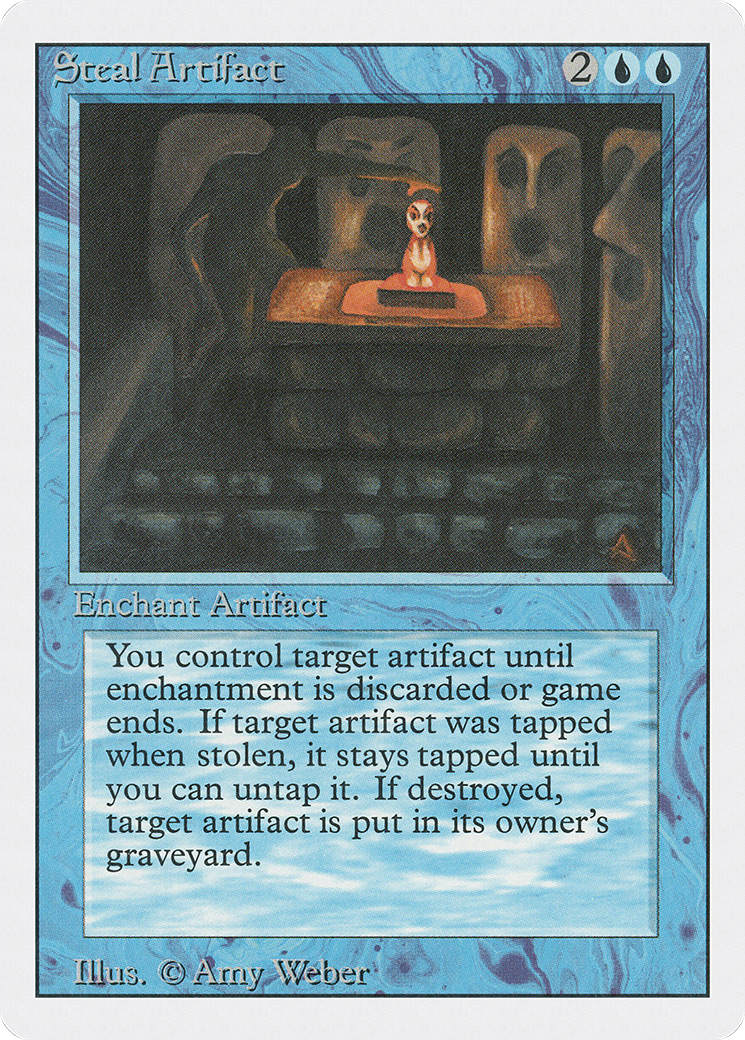 Steal Artifact 2
Enchant Artifact
You control target artifact until
enchantment is discarded or game
ends. If target artifact was tapped
when stolen, it stays tapped until
you can untap it. If destroyed,
target artifact is put in its owner's
graveyard.
Illus. © Amy Weber